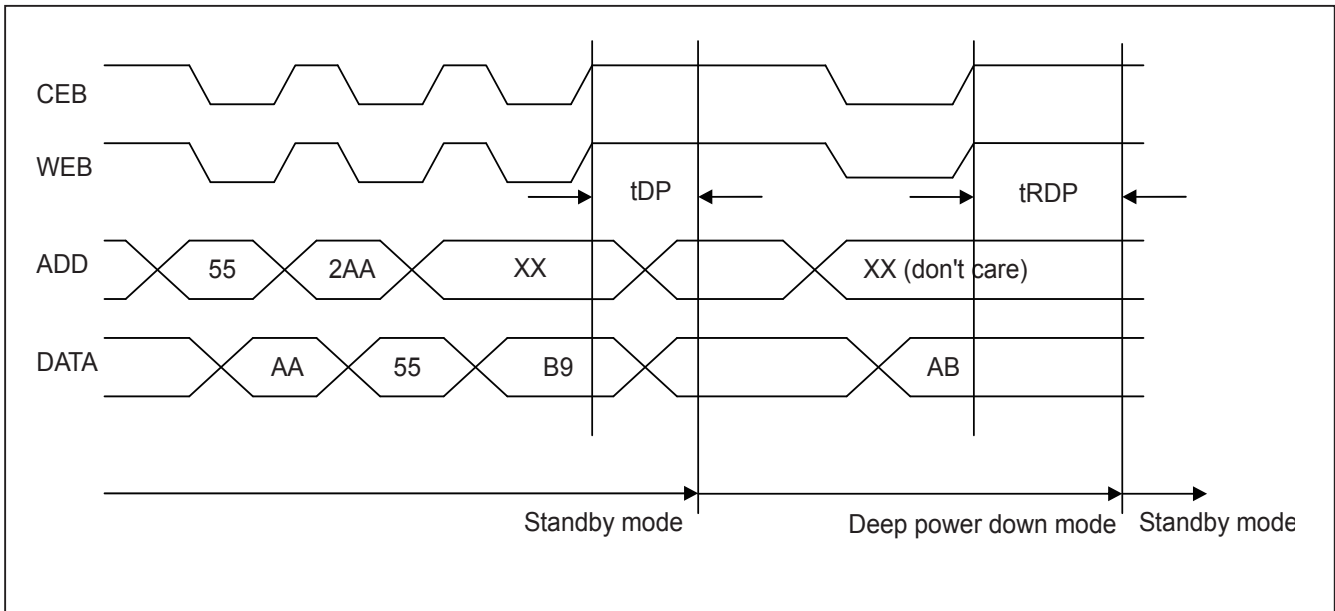 CEB
WEB
tDP
tRDP
ADD
55
2AA
XX
XX (don't care)
DATA
AA
55
B9
AB
Standby mode
Deep power down mode
Standby mode